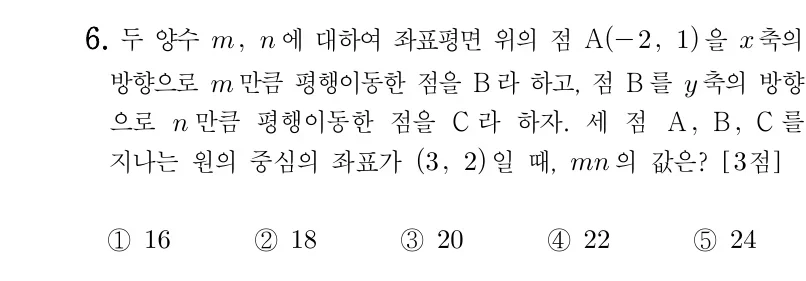 6. 두 양수 m, n에 대하여 좌표평면 위의 점 A(−2, 1)을 x축의
방향으로 m만큼 평행이동한 점을 B라 하고, 점 B를 y축의 방향
으로 n만큼 평행이동한 점을 C라 하자. 세 점 A, B, C를
지나는 원의 중심의 좌표가 (3, 2)일 때, mn의 값은? [3점]
① 16 ② 18 ③ 20 ④ 22 ⑤ 24